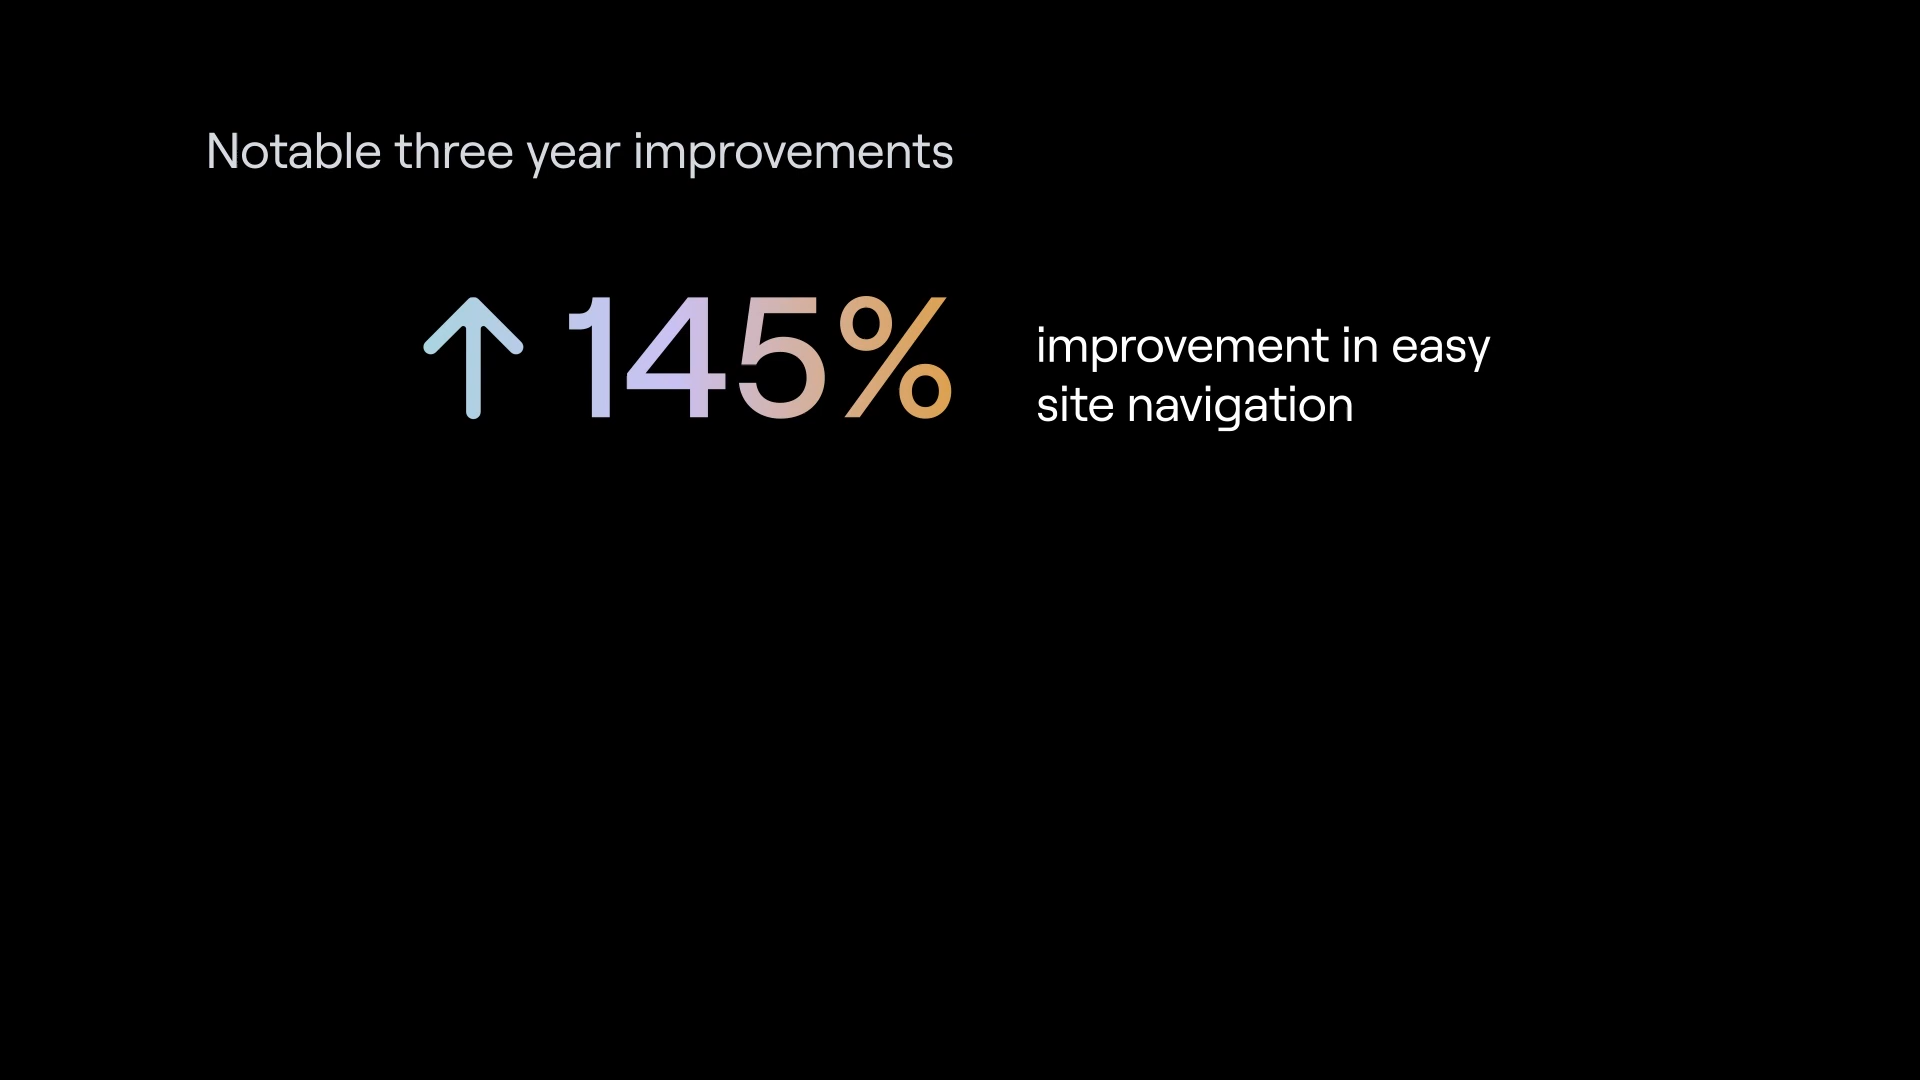 Notable three year improvements
↑ 145%
improvement in easy
site navigation